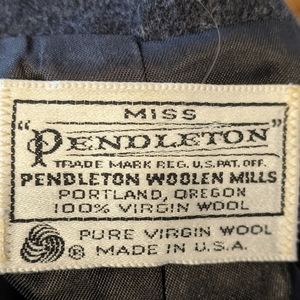 MISS
"PENDLETON"
TRADE MARK REG. U.S. PAT. OFF.
PENDLETON WOOLEN MILLS
PORTLAND, OREGON
100% VIRGIN WOOL
PURE VIRGIN WOOL
® MADE IN U.S.A.